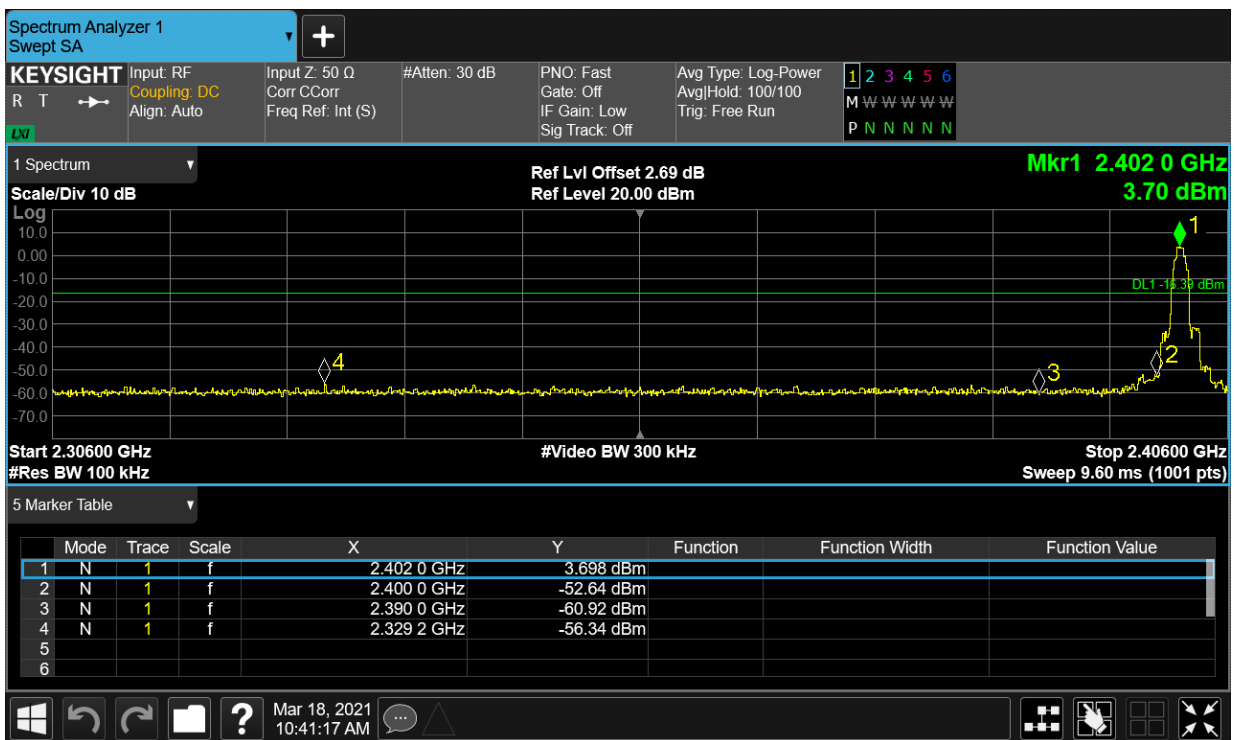 Spectrum Analyzer 1
Swept SA
KEYSIGHT
R T
LXI
Input: RF
Coupling: DC
Align: Auto
Input Z: 50 Ω
Corr CCorr
Freq Ref: Int (S)
#Atten: 30 dB
PNO: Fast
Gate: Off
IF Gain: Low
Sig Track: Off
Avg Type: Log-Power
Avg|Hold: 100/100
Trig: Free Run
1 2 3 4 5 6
M W W W W W
P N N N N N
1 Spectrum
Scale/Div 10 dB
Ref Lvl Offset 2.69 dB
Ref Level 20.00 dBm
Mkr1 2.402 0 GHz
3.70 dBm
Log
10.0
0.00
-10.0
-20.0
-30.0
-40.0
-50.0
-60.0
-70.0
1
DL1 -16.39 dBm
2
3
4
Start 2.30600 GHz
#Res BW 100 kHz
#Video BW 300 kHz
Stop 2.40600 GHz
Sweep 9.60 ms (1001 pts)
5 Marker Table
Mode Trace Scale X Y Function Function Width Function Value
1 N 1 f 2.402 0 GHz 3.698 dBm
2 N 1 f 2.400 0 GHz -52.64 dBm
3 N 1 f 2.390 0 GHz -60.92 dBm
4 N 1 f 2.329 2 GHz -56.34 dBm
5
6
?
Mar 18, 2021
10:41:17 AM